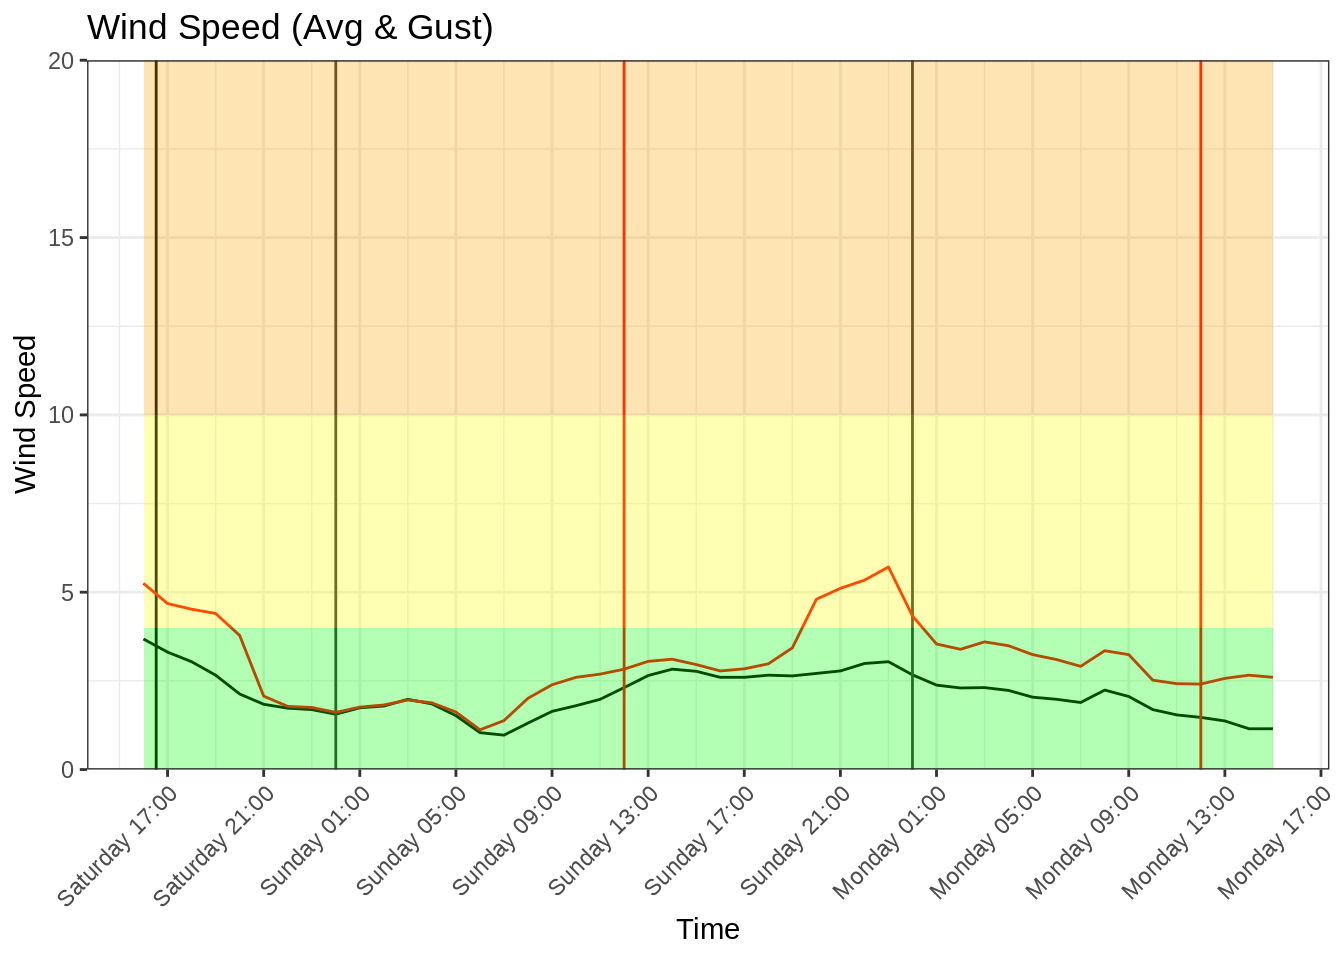 Wind Speed (Avg & Gust)
20
15
10
5
0
Wind Speed
Saturday 17:00
Saturday 21:00
Sunday 01:00
Sunday 05:00
Sunday 09:00
Sunday 13:00
Sunday 17:00
Sunday 21:00
Monday 01:00
Monday 05:00
Monday 09:00
Monday 13:00
Monday 17:00
Time